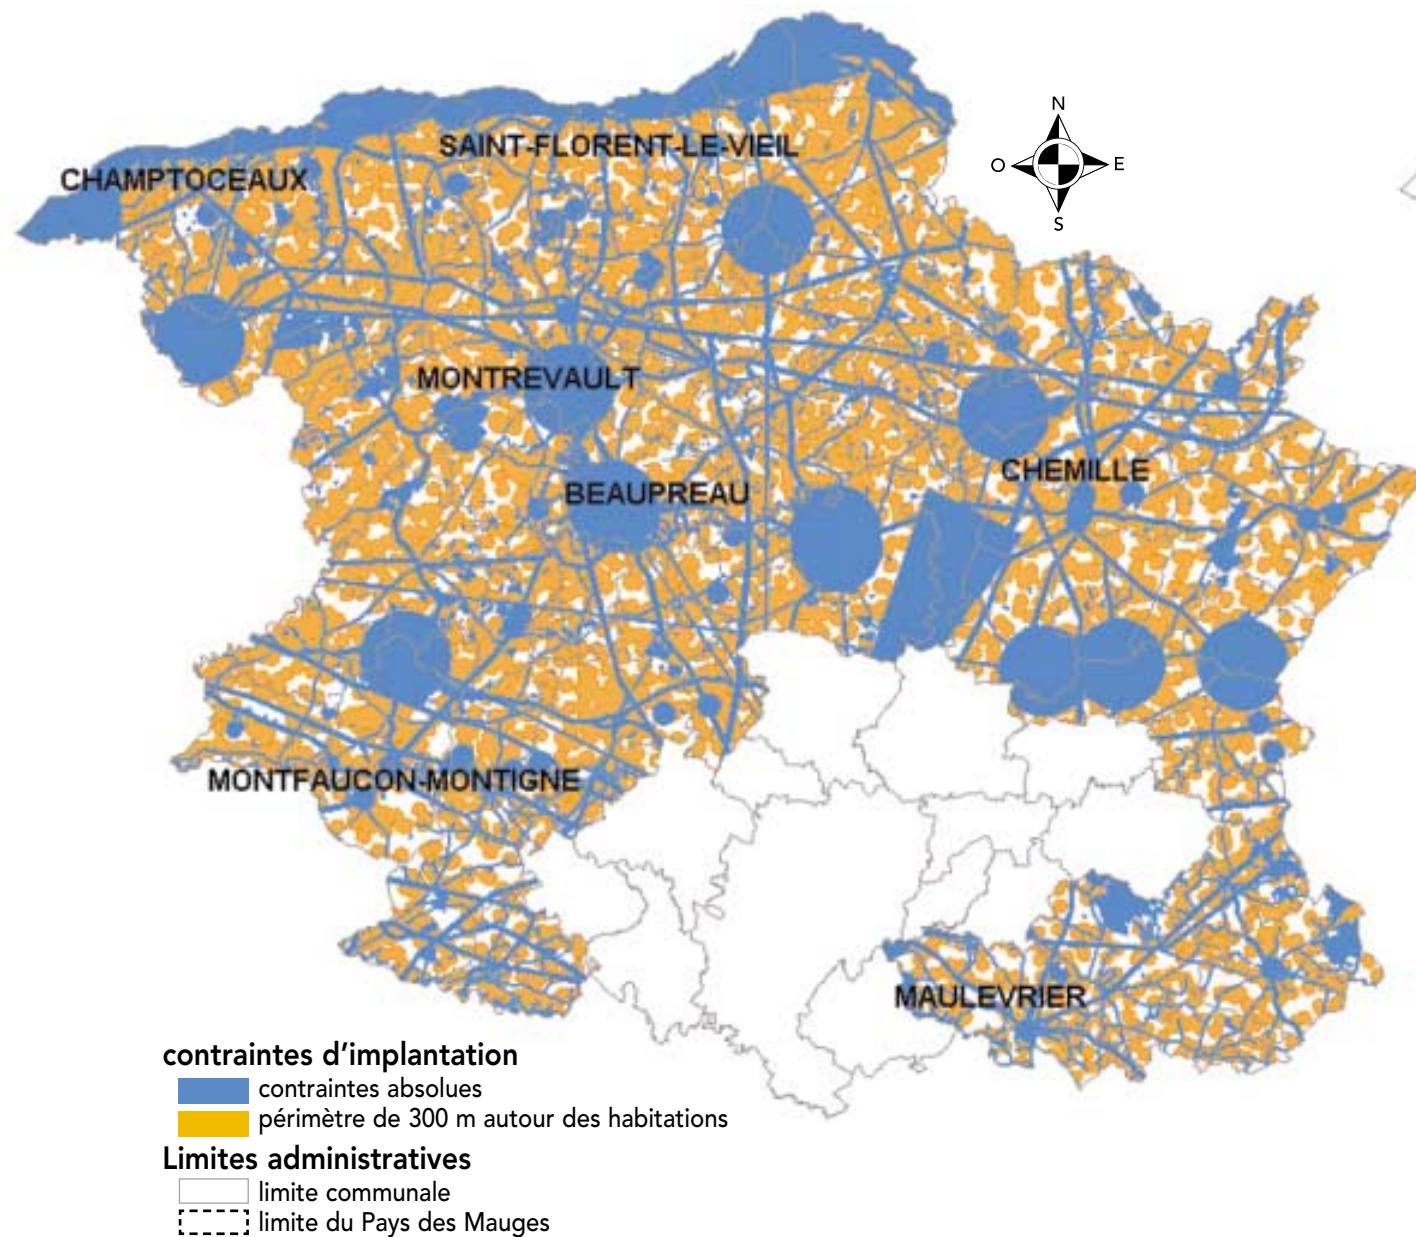 N
O E
S
SAINT-FLORENT-LE-VIEIL
CHAMPTOCEAUX
MONTREVAULT
CHEMILLE
BEAUPREAU
MONTFAUCON-MONTIGNE
MAULEVRIER
contraintes d'implantation
contraintes absolues
périmètre de 300 m autour des habitations
Limites administratives
limite communale
limite du Pays des Mauges